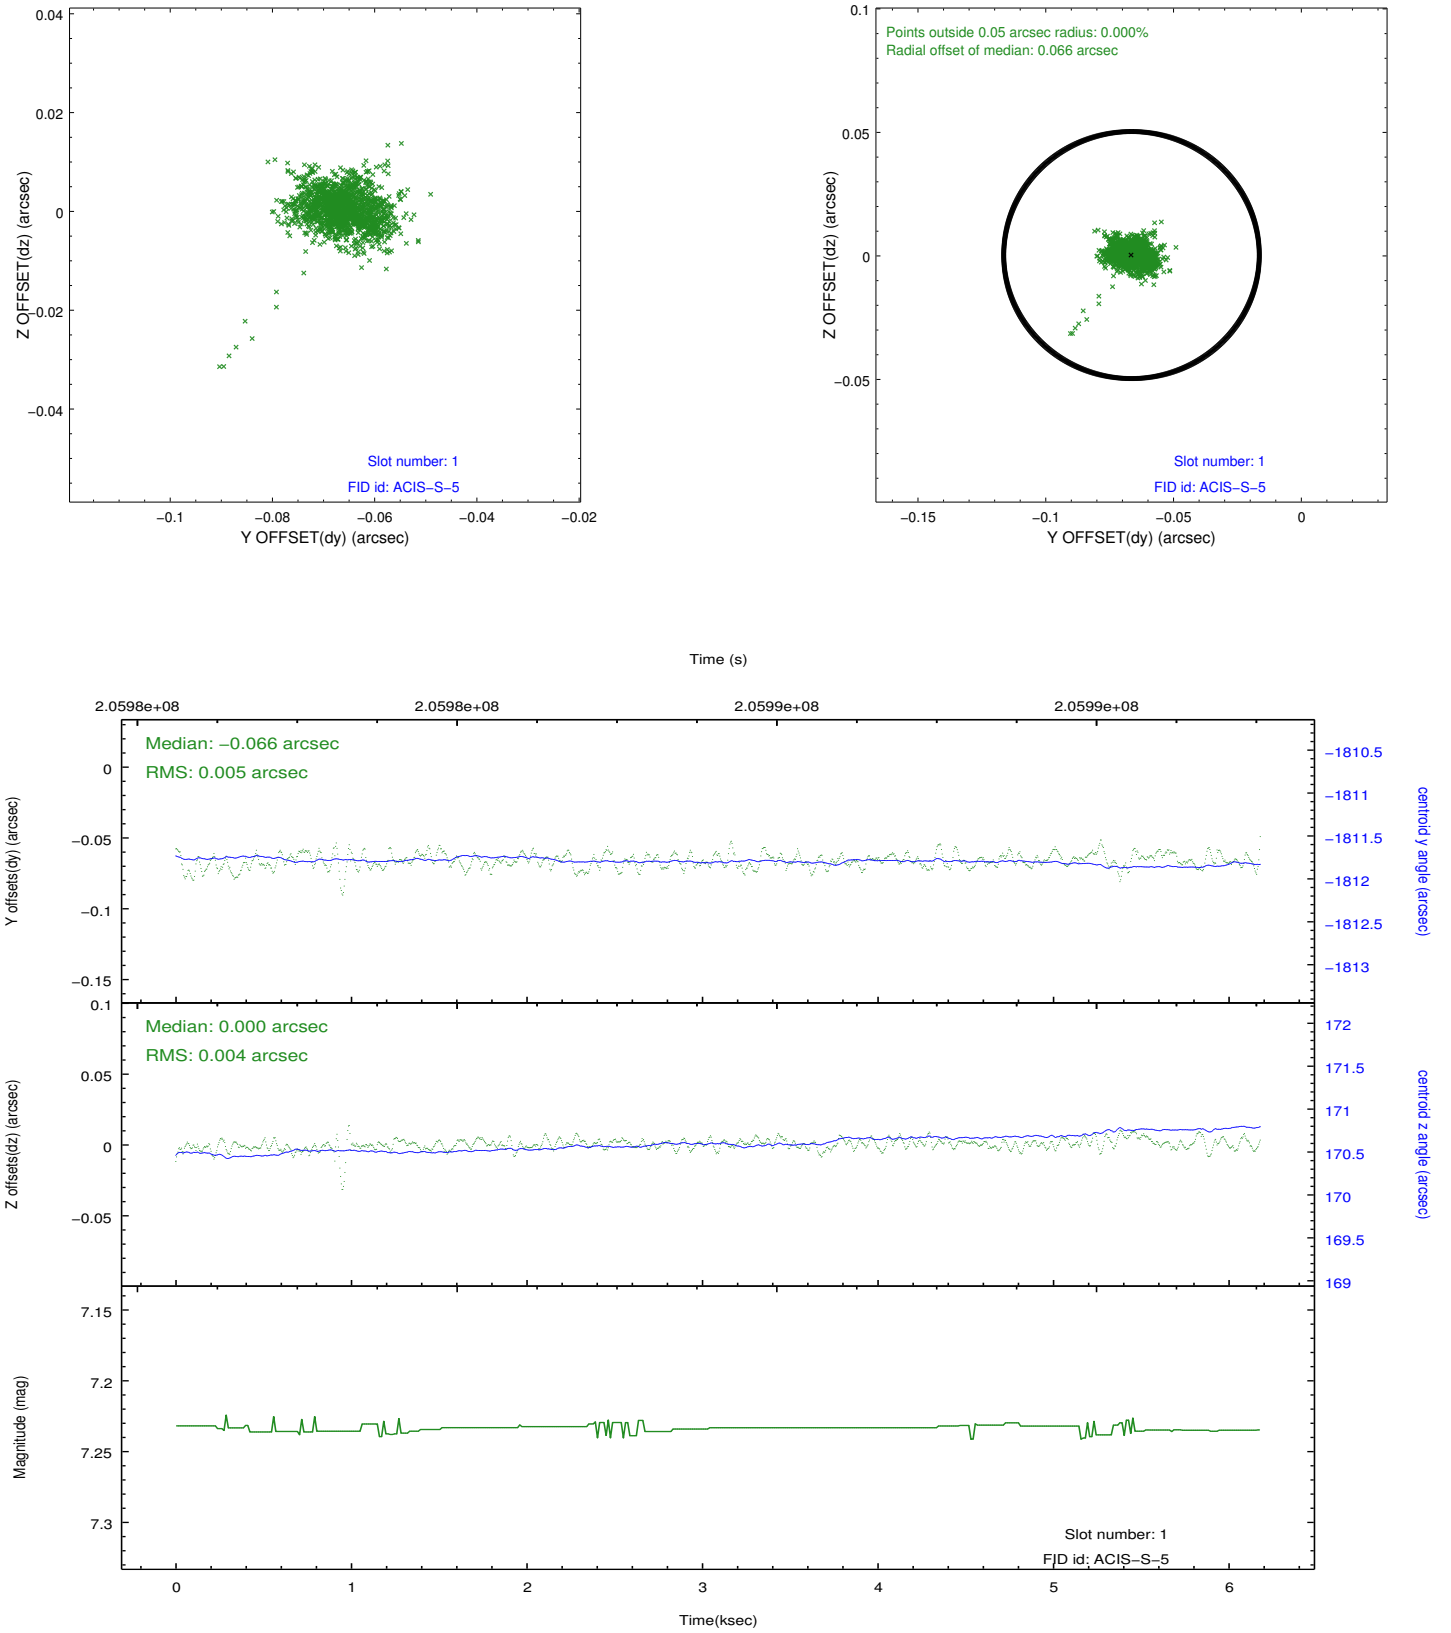 0.04
0.02
0
−0.02
−0.04
Z OFFSET(dz) (arcsec)
Slot number: 1
FID id: ACIS−S−5
−0.1
−0.08
−0.06
−0.04
−0.02
Y OFFSET(dy) (arcsec)
0.1
0.05
0
−0.05
Z OFFSET(dz) (arcsec)
Points outside 0.05 arcsec radius: 0.000%
Radial offset of median: 0.066 arcsec
Slot number: 1
FID id: ACIS−S−5
−0.15
−0.1
−0.05
0
Y OFFSET(dy) (arcsec)
Time (s)
2.0598e+08
2.0598e+08
2.0599e+08
2.0599e+08
Median: −0.066 arcsec
RMS: 0.005 arcsec
0
−0.05
−0.1
−0.15
Y offsets(dy) (arcsec)
−1810.5
−1811
−1811.5
−1812
−1812.5
−1813
centroid y angle (arcsec)
Median: 0.000 arcsec
RMS: 0.004 arcsec
0.1
0.05
0
−0.05
Z offsets(dz) (arcsec)
172
171.5
171
170.5
170
169.5
169
centroid z angle (arcsec)
7.15
7.2
7.25
7.3
Magnitude (mag)
Slot number: 1
FID id: ACIS−S−5
0
1
2
3
4
5
6
Time(ksec)